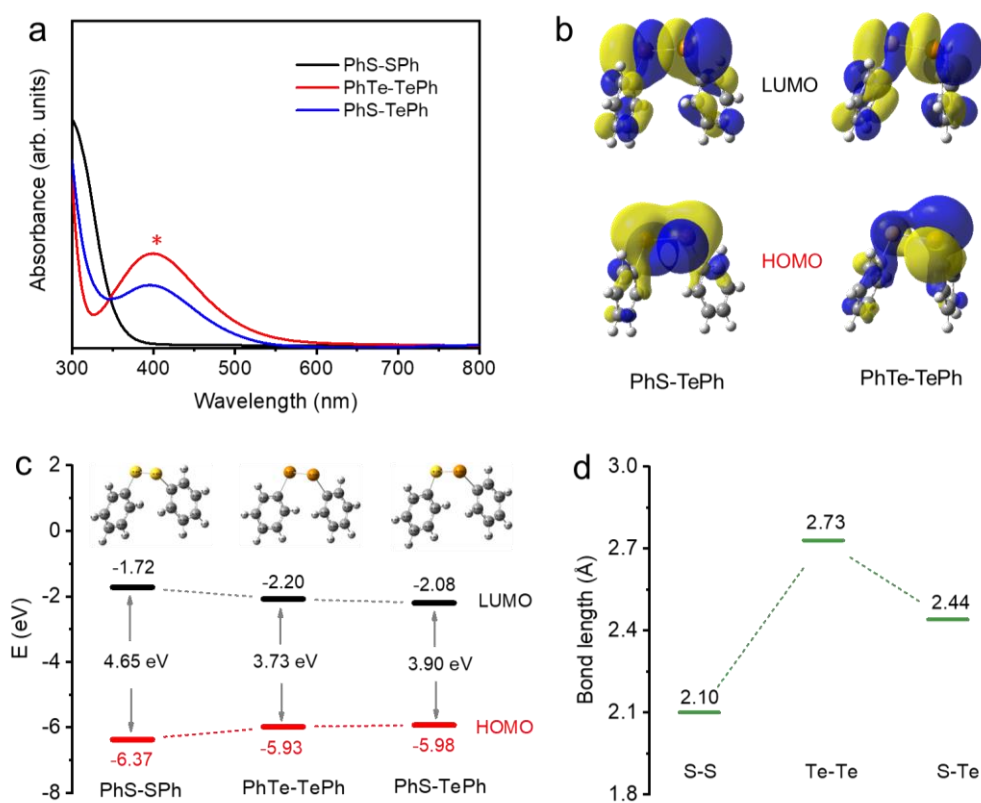 a
PhS-SPh
PhTe-TePh
PhS-TePh
*
Absorbance (arb. units)
300 400 500 600 700 800
Wavelength (nm)
b
LUMO
HOMO
PhS-TePh PhTe-TePh
c
E (eV)
2
0
-2
-4
-6
-8
-1.72 -2.20 -2.08
LUMO
4.65 eV 3.73 eV 3.90 eV
HOMO
-6.37 -5.93 -5.98
PhS-SPh PhTe-TePh PhS-TePh
d
Bond length (Å)
3.0
2.7
2.4
2.1
1.8
2.73
2.44
2.10
S-S Te-Te S-Te